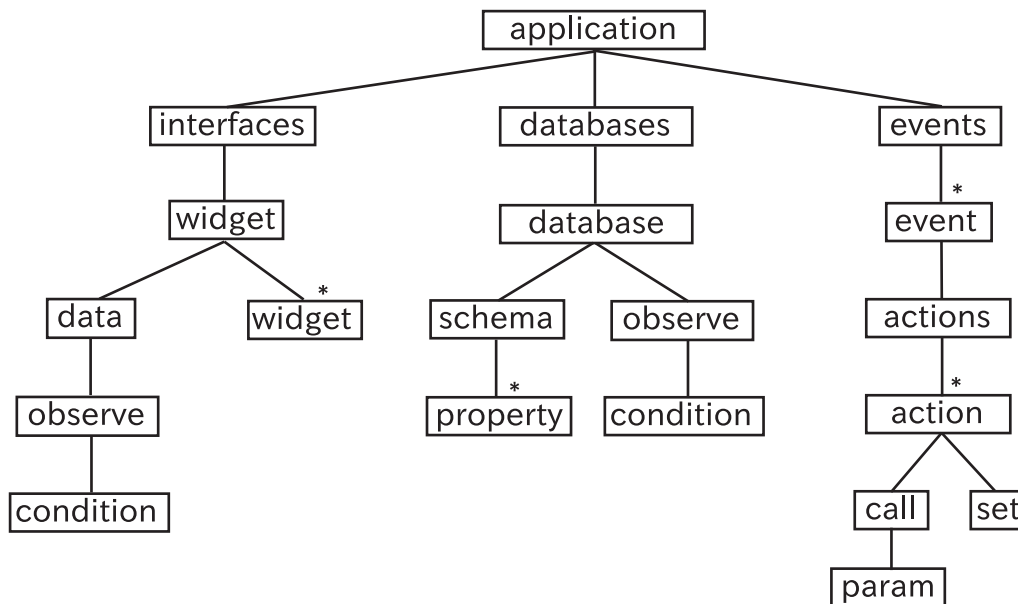 application
interfaces databases events
*
widget database event
*
data widget schema observe actions
* *
observe property condition action
condition call set
param